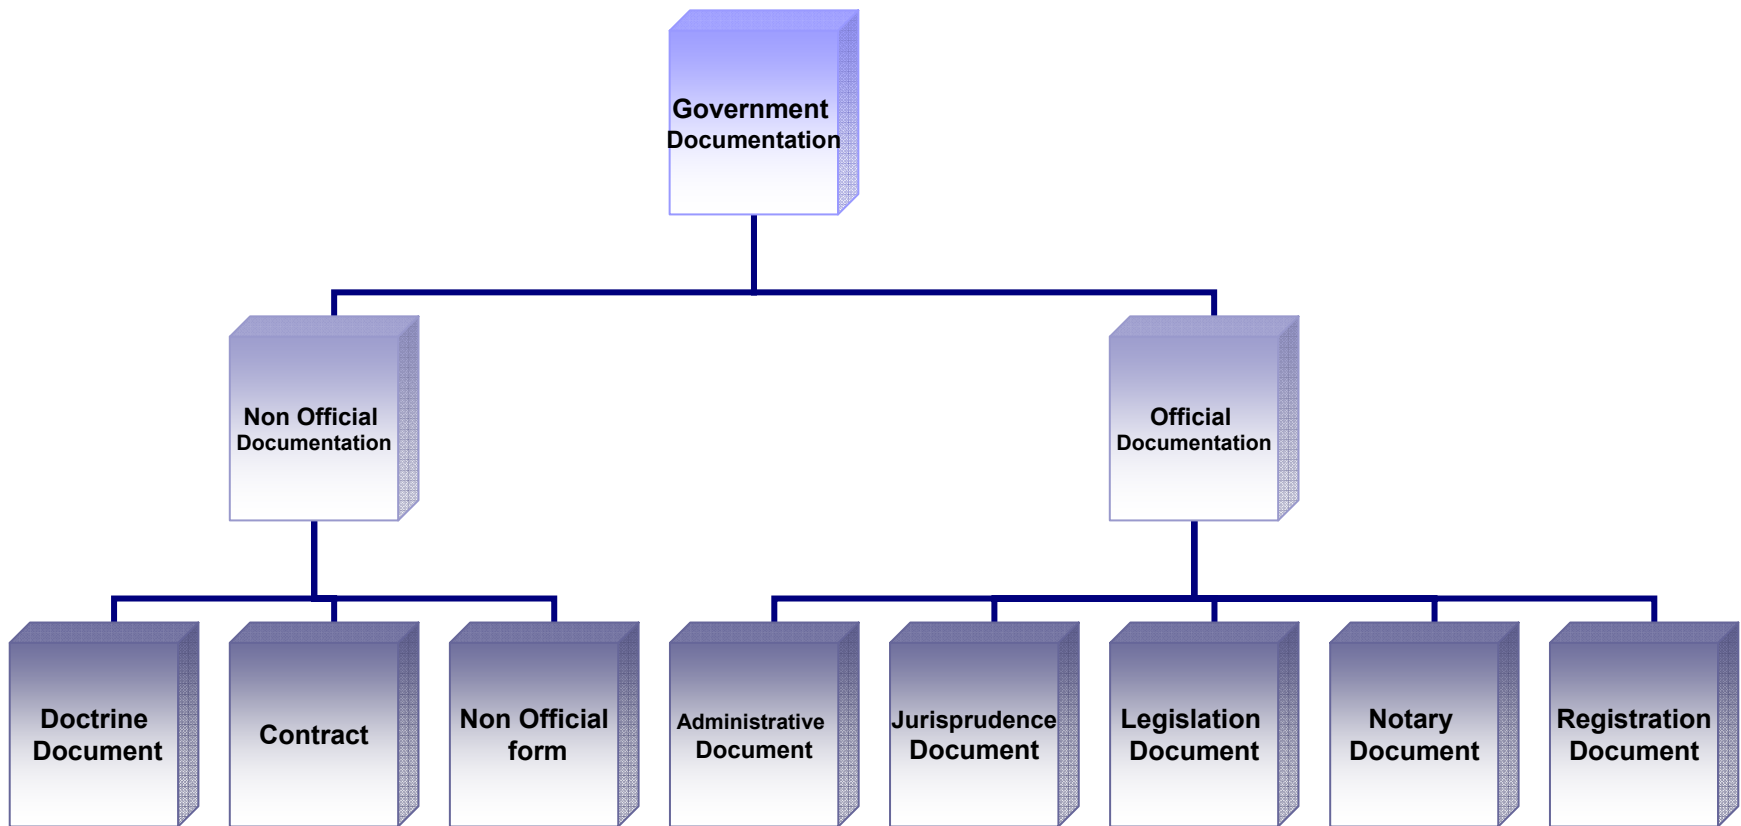 Government
Documentation
Non Official
Documentation
Official
Documentation
Doctrine
Document
Contract
Non Official
form
Administrative
Document
Jurisprudence
Document
Legislation
Document
Notary
Document
Registration
Document